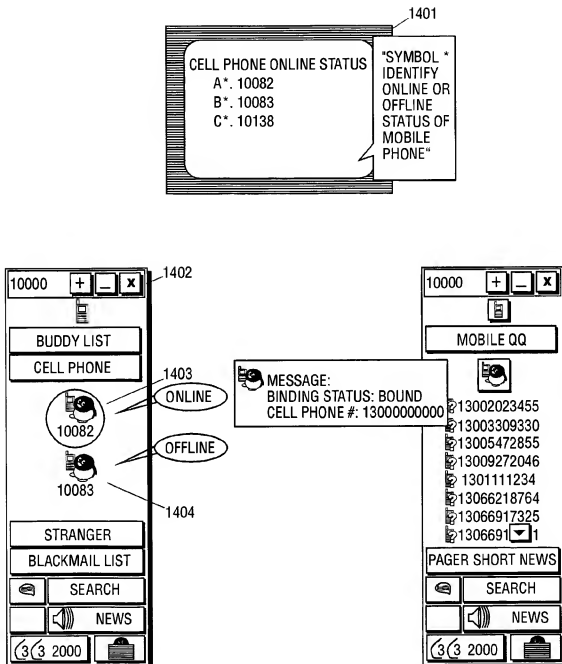 1401
CELL PHONE ONLINE STATUS
A*. 10082
B*. 10083
C*. 10138
"SYMBOL *
IDENTIFY
ONLINE OR
OFFLINE
STATUS OF
MOBILE
PHONE"
10000 + _ x
1402
BUDDY LIST
CELL PHONE
1403
ONLINE
10082
OFFLINE
10083
1404
STRANGER
BLACKMAIL LIST
SEARCH
NEWS
2000
MESSAGE:
BINDING STATUS: BOUND
CELL PHONE #: 13000000000
10000 + _ x
MOBILE QQ
13002023455
13003309330
13005472855
13009272046
1301111234
13066218764
13066917325
1306691 1
PAGER SHORT NEWS
SEARCH
NEWS
2000